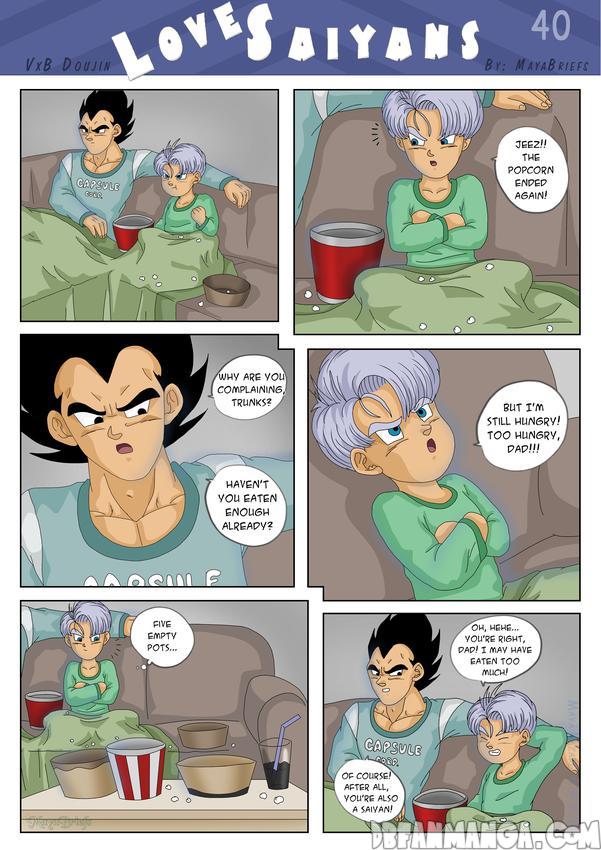 VxB Doujin
LoveSaiyans
By: MayaBriefs
40
CAPSULE
CORP.
JEEZ!!
THE
POPCORN
ENDED
AGAIN!
WHY ARE YOU
COMPLAINING,
TRUNKS?
HAVEN'T
YOU EATEN
ENOUGH
ALREADY?
CAPSULE
BUT I'M
STILL HUNGRY!
TOO HUNGRY,
DAD!!!
FIVE
EMPTY
POTS...
MayaBriefs
OH, HEHE...
YOU'RE RIGHT,
DAD! I MAY HAVE
EATEN TOO
MUCH!
CAPSULE
CORP.
OF COURSE!
AFTER ALL,
YOU'RE ALSO
A SAIYAN!
DBFANMANGA.COM